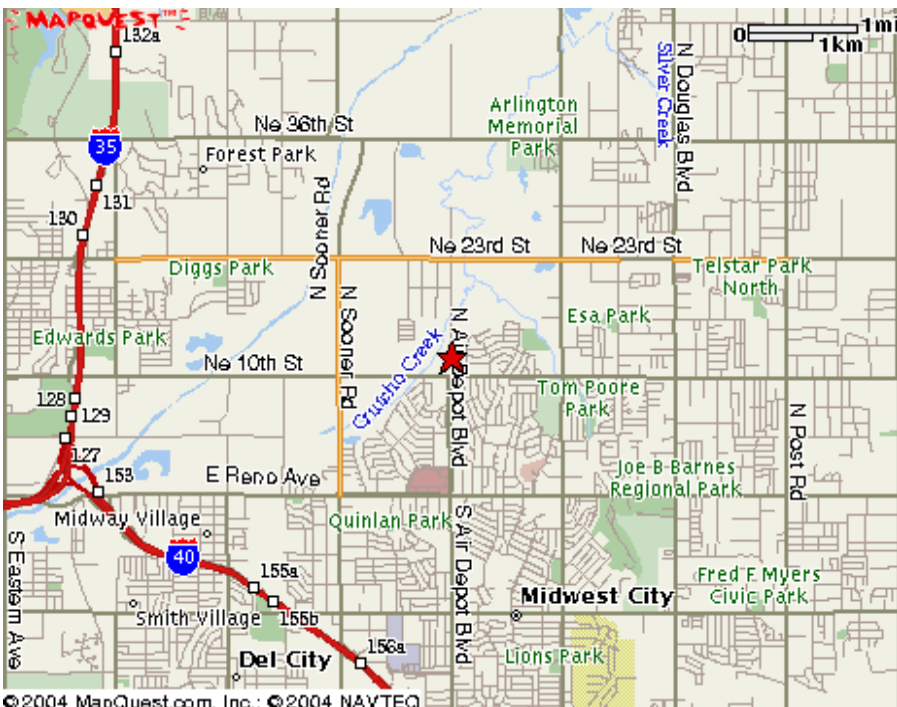 MAPQUEST™
132a
0 1mi
1km
N Douglas Blvd
Silver Creek
Arlington
Memorial
Park
Ne 36th St
35
Forest Park
131
130
N Sooner Rd
Ne 23rd St
Ne 23rd St
Diggs Park
Telstar Park
North
N Sooner Rd
N Air Depot Blvd
Esa Park
Edwards Park
Crutcho Creek
Ne 10th St
Tom Poore
Park
128
129
N Post Rd
127
153
E Reno Ave
Joe B Barnes
Regional Park
Midway Village
Quinlan Park
S Eastern Ave
40
S Air Depot Blvd
155a
Fred F Myers
Civic Park
Midwest City
Smith Village
155b
Del City
156a
Lions Park
©2004 MapQuest.com, Inc.; ©2004 NAVTEQ